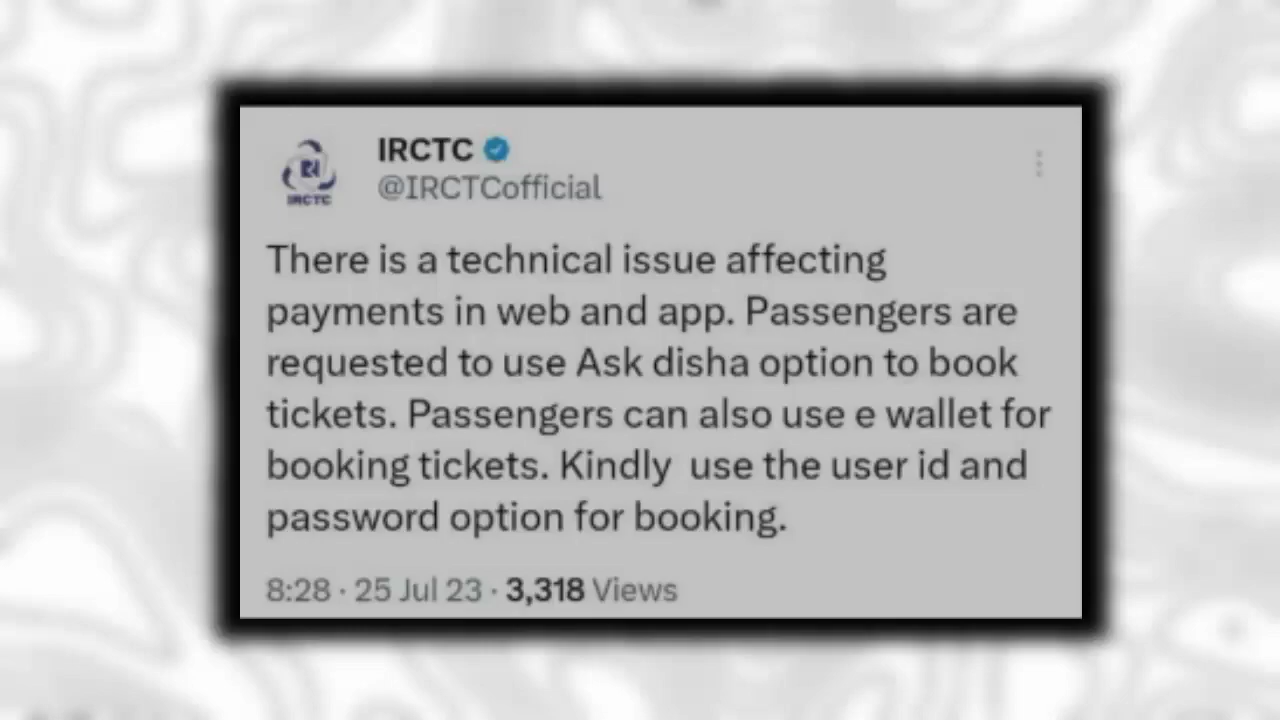 IRCTC
@IRCTCofficial
IRCTC
There is a technical issue affecting
payments in web and app. Passengers are
requested to use Ask disha option to book
tickets. Passengers can also use e wallet for
booking tickets. Kindly  use the user id and
password option for booking.
8:28 · 25 Jul 23 · 3,318 Views